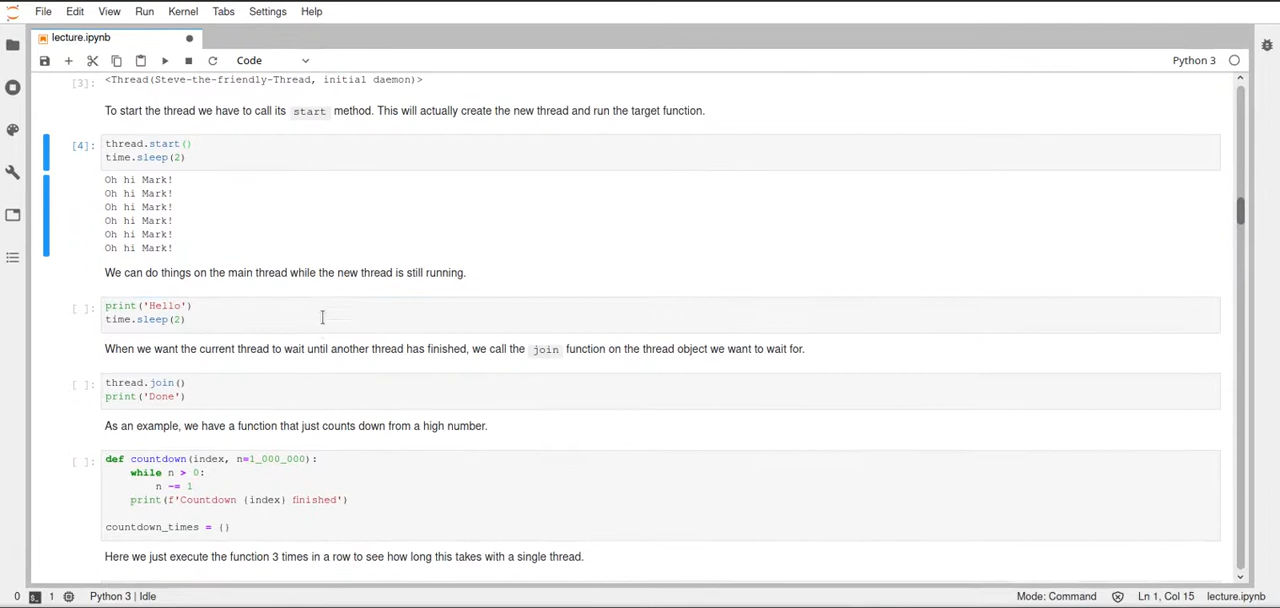 File Edit View Run Kernel Tabs Settings Help
lecture.ipynb
Code
Python 3
[3]: <Thread(Steve-the-friendly-Thread, initial daemon)>
To start the thread we have to call its start method. This will actually create the new thread and run the target function.
[4]: thread.start()
time.sleep(2)
Oh hi Mark!
Oh hi Mark!
Oh hi Mark!
Oh hi Mark!
Oh hi Mark!
Oh hi Mark!
We can do things on the main thread while the new thread is still running.
[ ]: print('Hello')
time.sleep(2)
When we want the current thread to wait until another thread has finished, we call the join function on the thread object we want to wait for.
[ ]: thread.join()
print('Done')
As an example, we have a function that just counts down from a high number.
[ ]: def countdown(index, n=1_000_000):
    while n > 0:
        n -= 1
    print(f'Countdown {index} finished')
countdown_times = {}
Here we just execute the function 3 times in a row to see how long this takes with a single thread.
0 1 Python 3 | Idle Mode: Command Ln 1, Col 15 lecture.ipynb